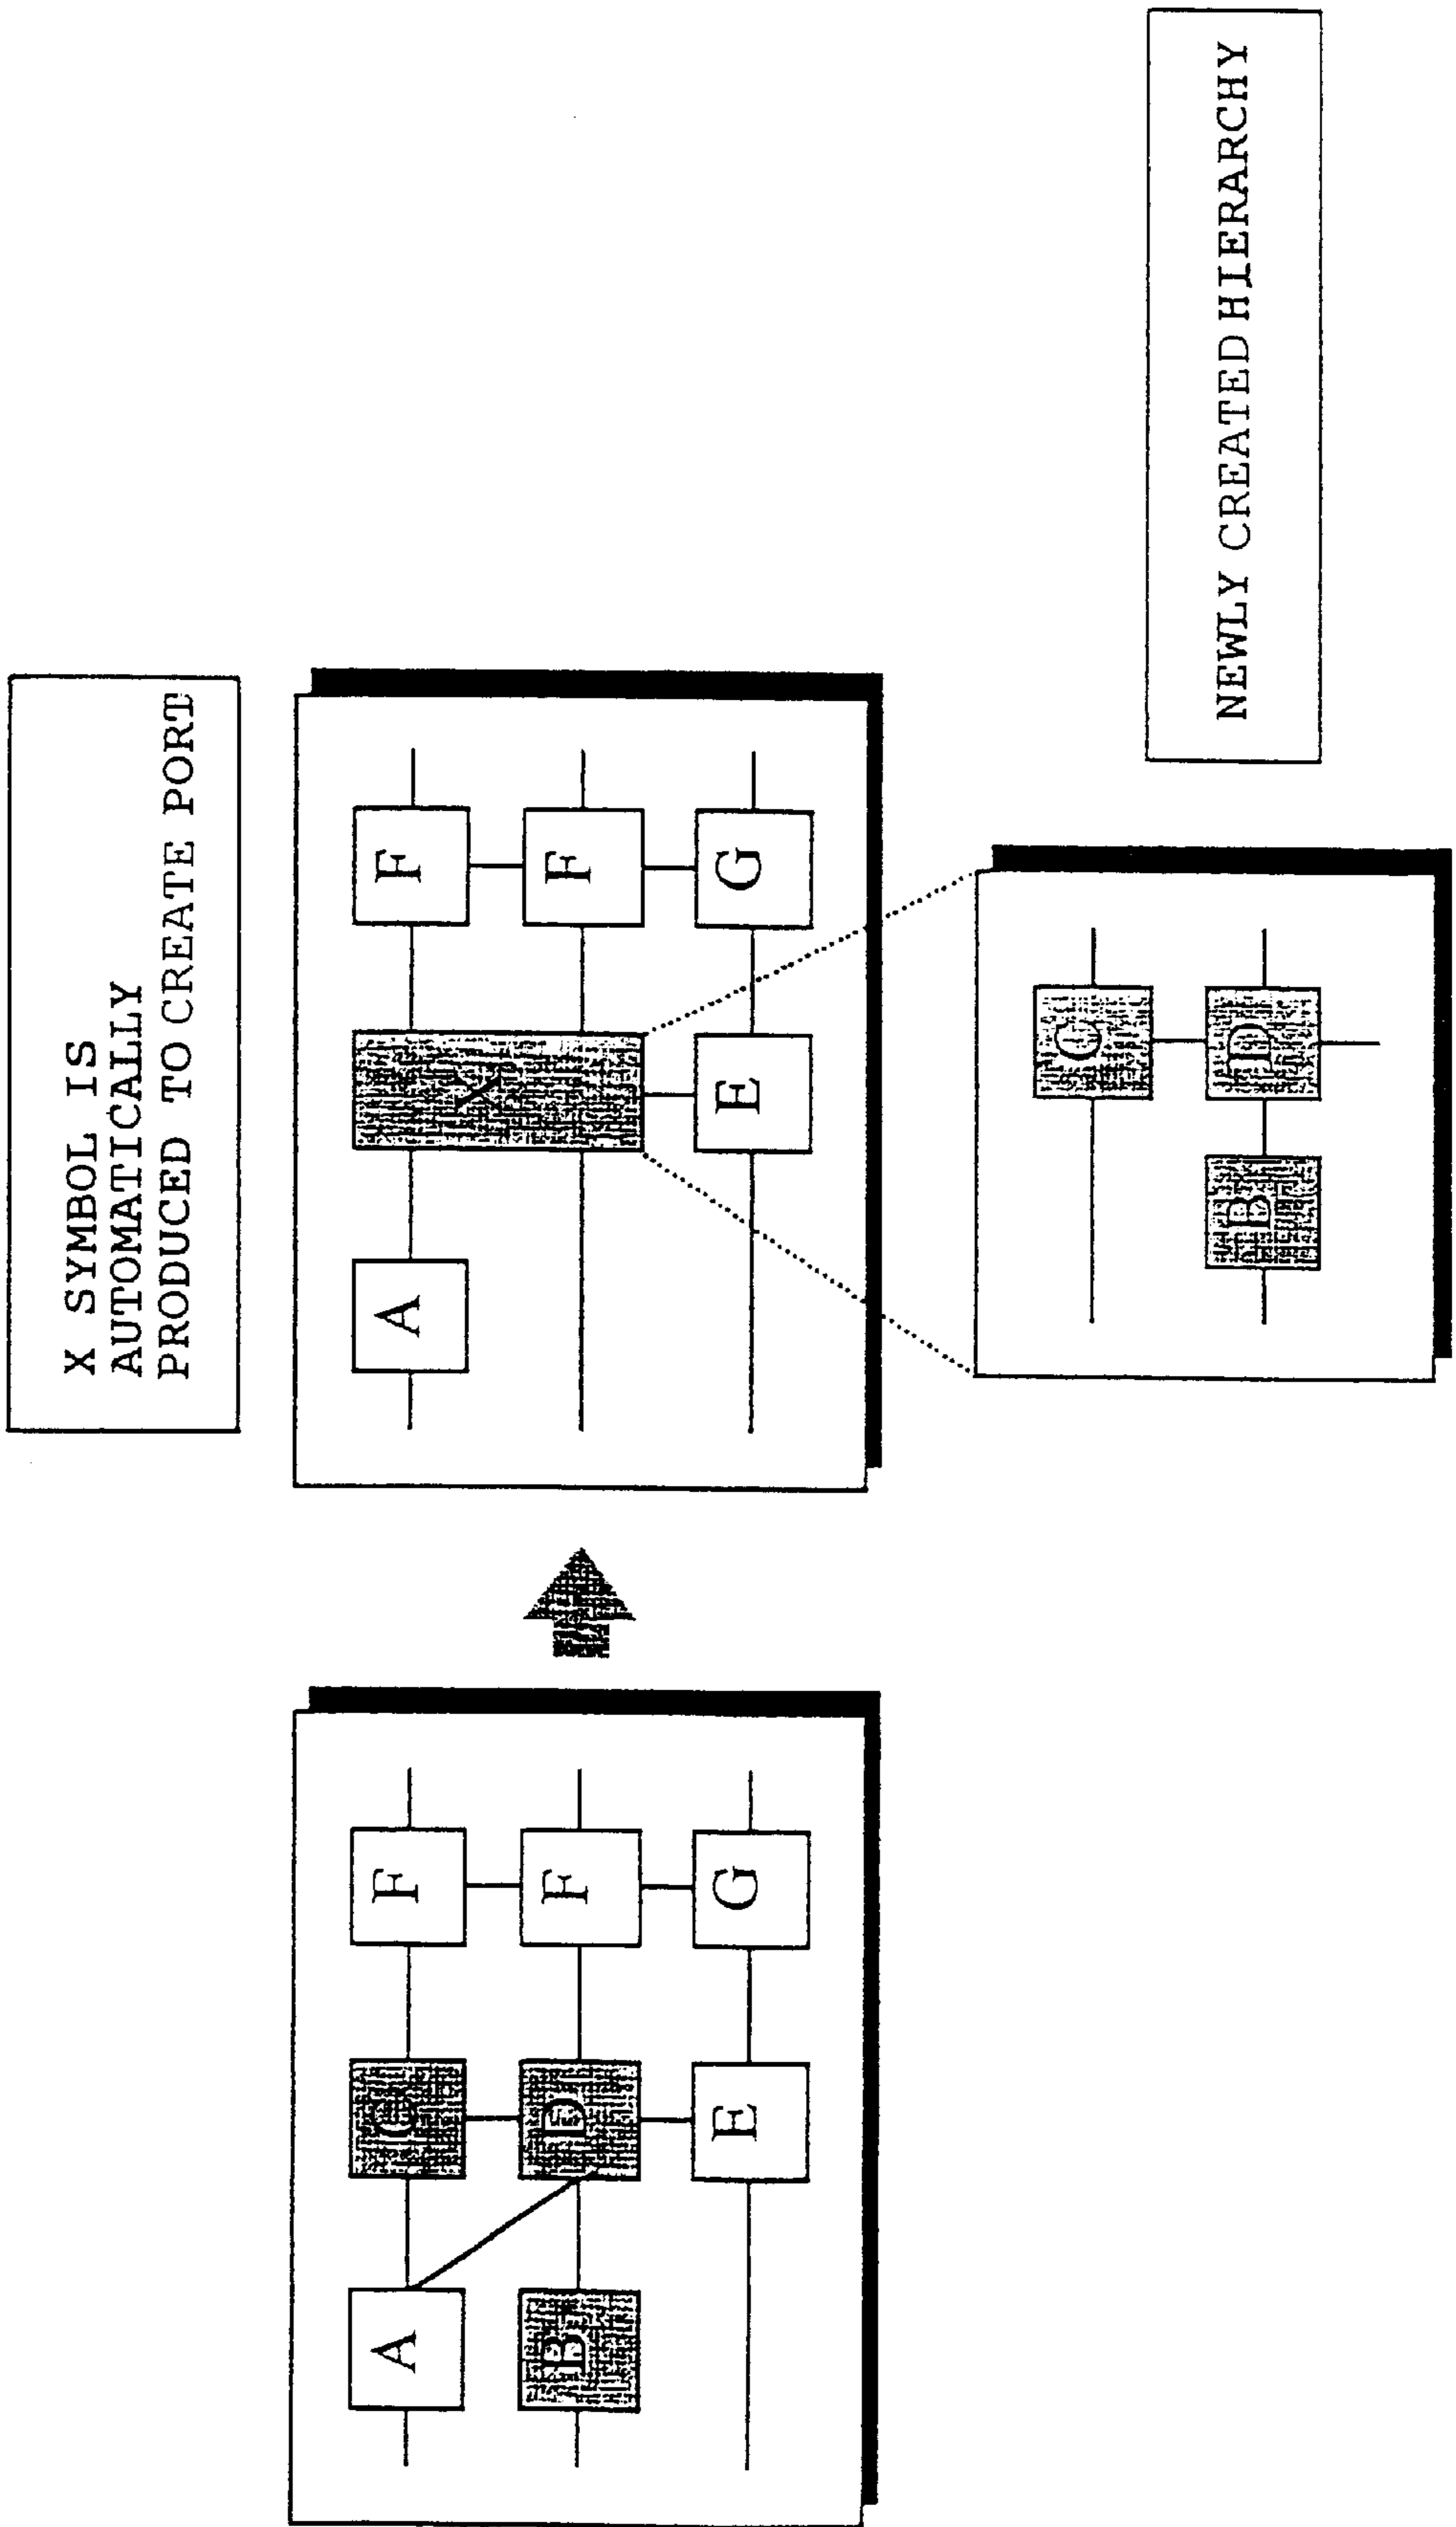 X SYMBOL IS
AUTOMATICALLY
PRODUCED TO CREATE PORT
A C F
B D F
E G
A X F
F
E G
C
B D
NEWLY CREATED HIERARCHY